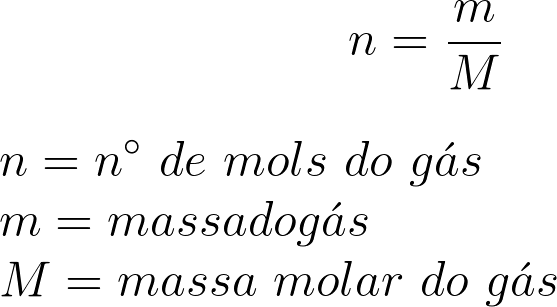 n = m/M
n = n° de mols do gás
m = massadogás
M = massa molar do gás